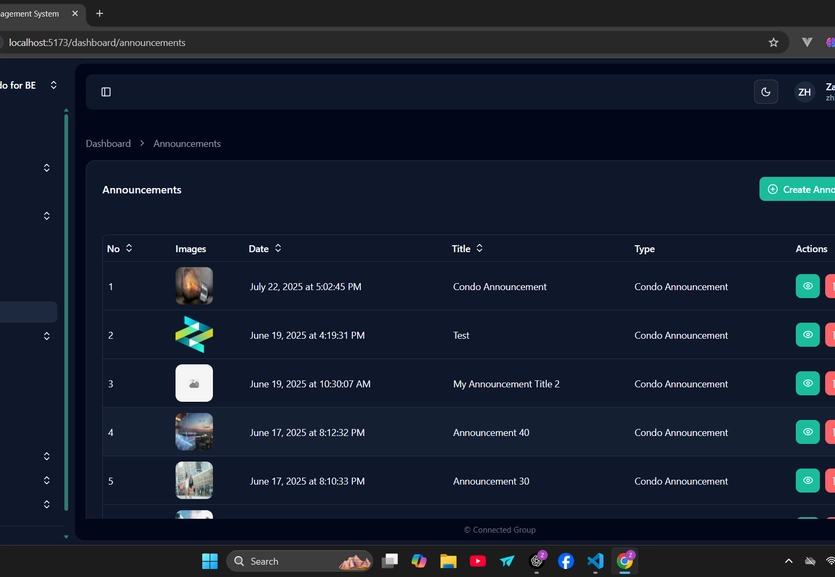 agement System
localhost:5173/dashboard/announcements
do for BE
ZH
Za
zh
Dashboard > Announcements
Announcements
Create Anno
No Images Date Title Type Actions
1 July 22, 2025 at 5:02:45 PM Condo Announcement Condo Announcement
2 June 19, 2025 at 4:19:31 PM Test Condo Announcement
3 June 19, 2025 at 10:30:07 AM My Announcement Title 2 Condo Announcement
4 June 17, 2025 at 8:12:32 PM Announcement 40 Condo Announcement
5 June 17, 2025 at 8:10:33 PM Announcement 30 Condo Announcement
© Connected Group
Search